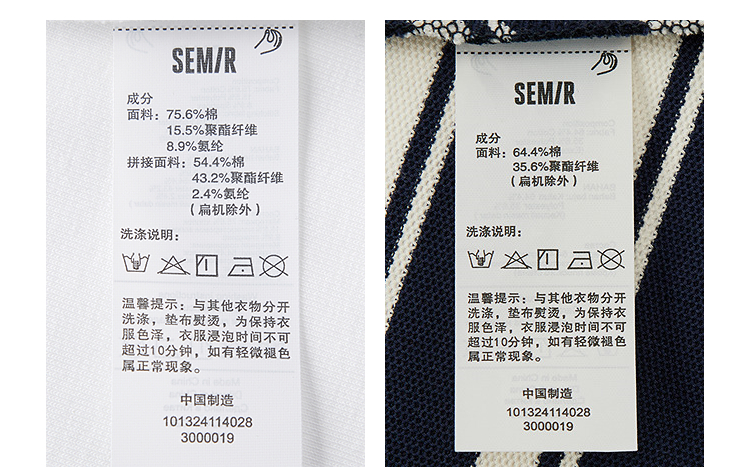 SEMIR
成分
面料：75.6%棉
15.5%聚酯纤维
8.9%氨纶
拼接面料：54.4%棉
43.2%聚酯纤维
2.4%氨纶
（扁机除外）
洗涤说明：
温馨提示：与其他衣物分开
洗涤，垫布熨烫，为保持衣
服色泽，衣服浸泡时间不可
超过10分钟，如有轻微褪色
属正常现象。
中国制造
101324114028
3000019
SEMIR
成分
面料：64.4%棉
35.6%聚酯纤维
（扁机除外）
洗涤说明：
温馨提示：与其他衣物分开
洗涤，垫布熨烫，为保持衣
服色泽，衣服浸泡时间不可
超过10分钟，如有轻微褪色
属正常现象。
中国制造
101324114028
3000019